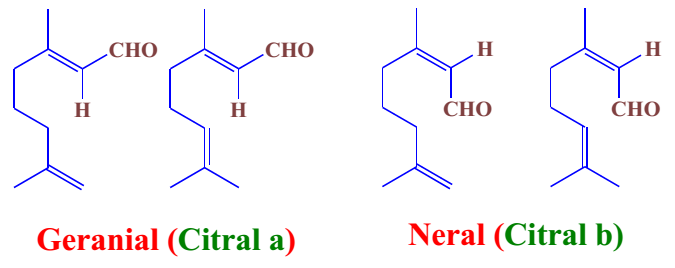 CHO
H
CHO
H
H
CHO
H
CHO
Geranial (Citral a)
Neral (Citral b)